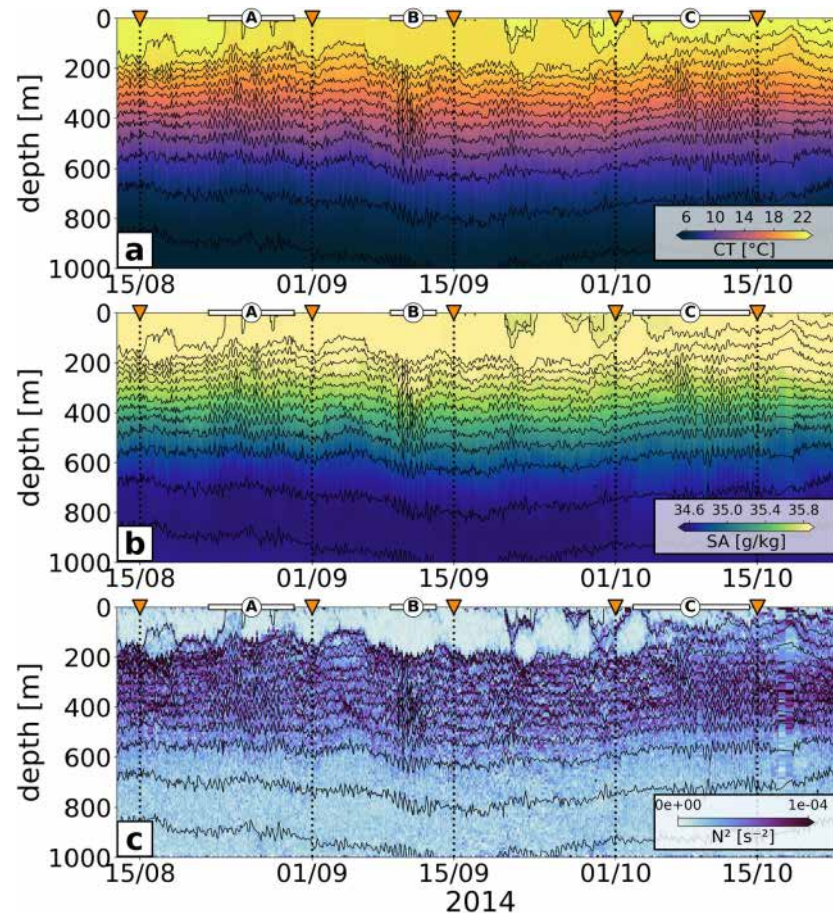 A B C
0
200
400
600
800
1000
depth [m]
a
6 10 14 18 22
CT [°C]
15/08 01/09 15/09 01/10 15/10
A B C
0
200
400
600
800
1000
depth [m]
b
34.6 35.0 35.4 35.8
SA [g/kg]
15/08 01/09 15/09 01/10 15/10
A B C
0
200
400
600
800
1000
depth [m]
c
0e+00 1e-04
N² [s⁻²]
15/08 01/09 15/09 01/10 15/10
2014